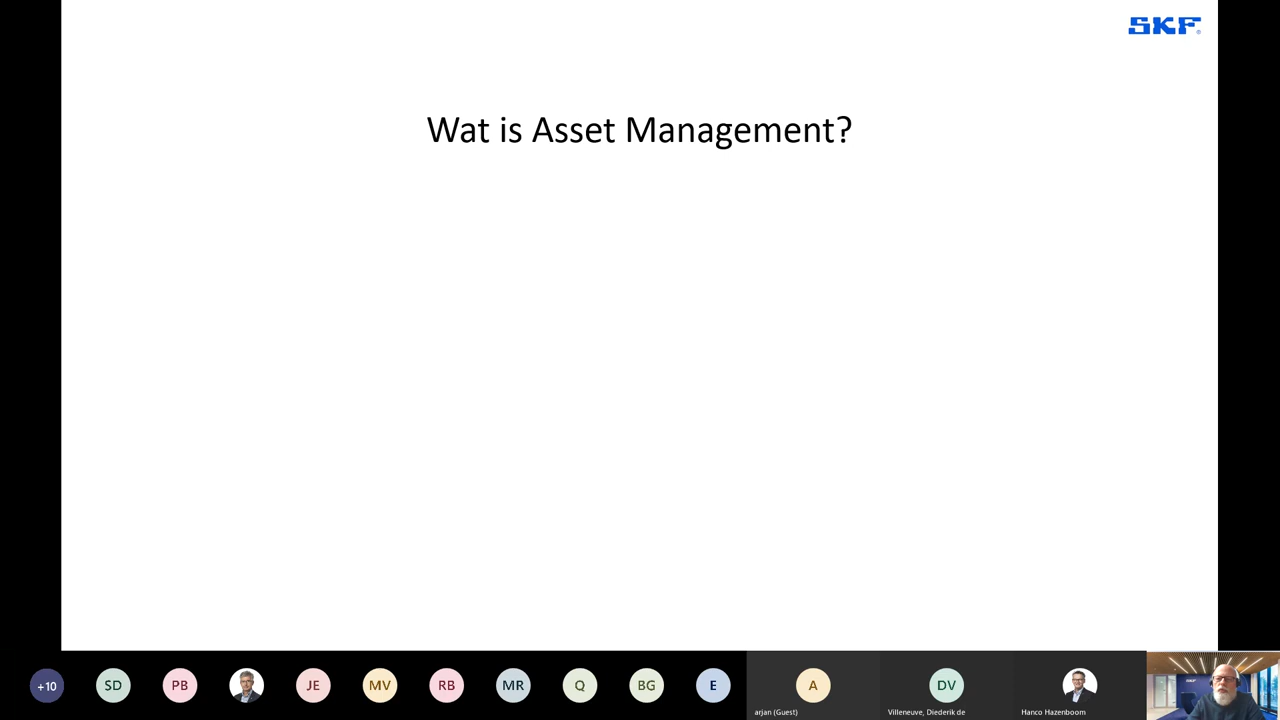 SKF
Wat is Asset Management?
+10
SD
PB
JE
MV
RB
MR
Q
BG
E
A
DV
arjan (Guest)
Villeneuve, Diederik de
Hanco Hazenboom
SKF